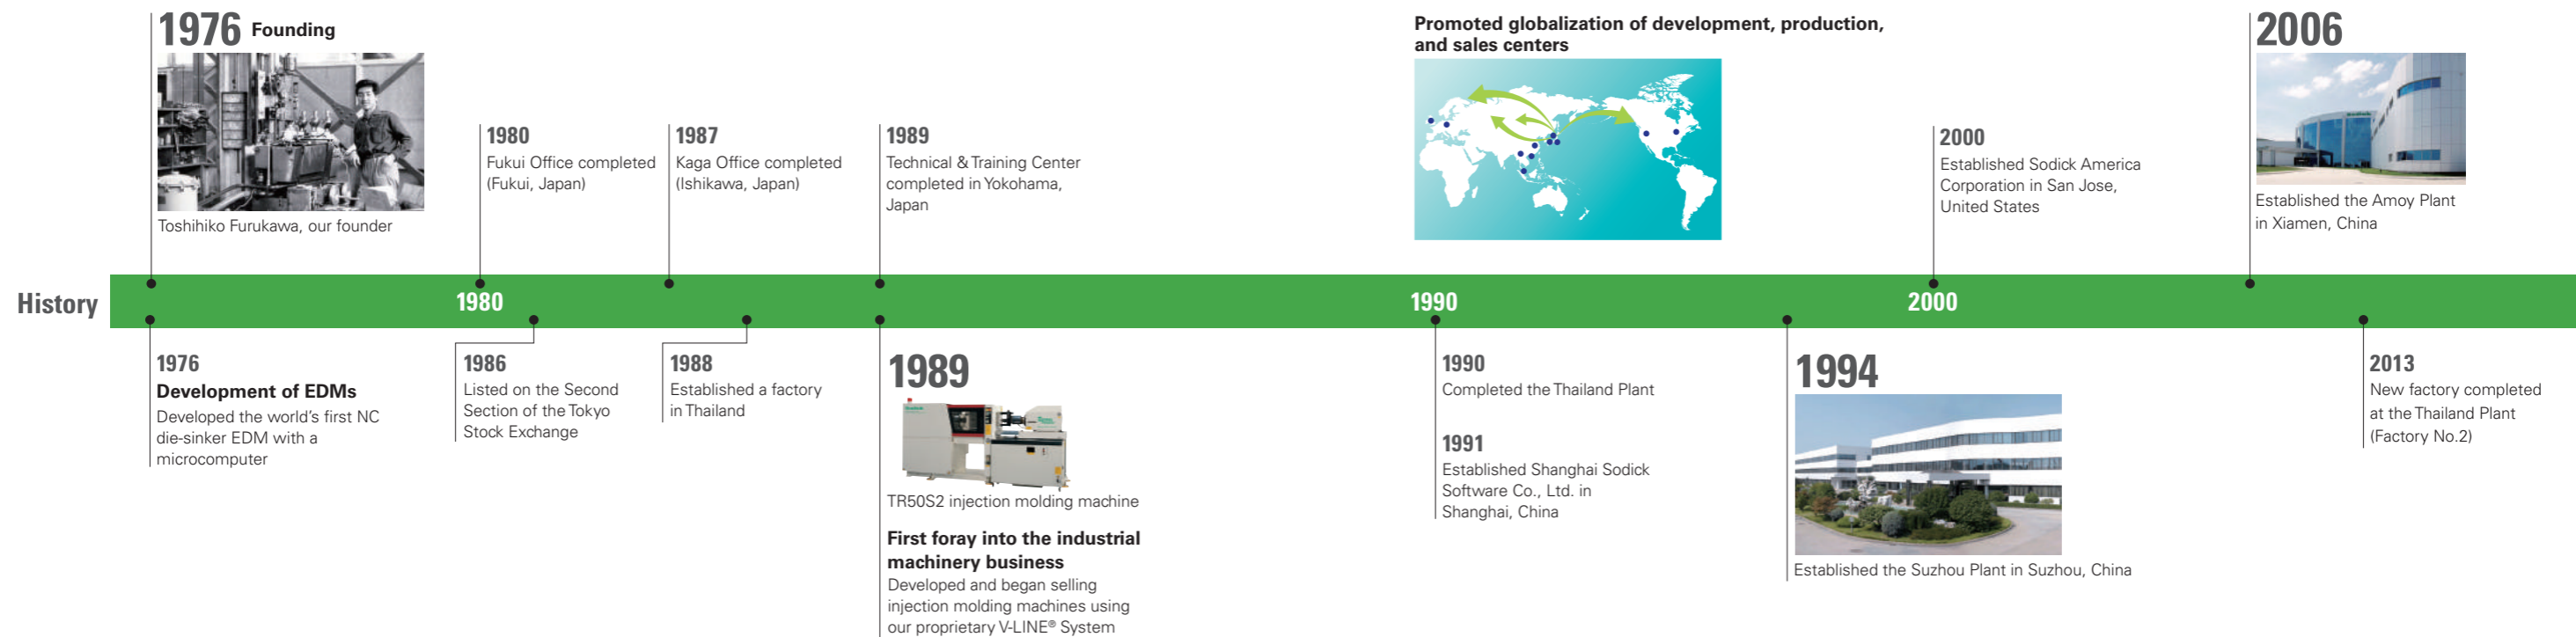 1976 Founding
Toshihiko Furukawa, our founder
1980
Fukui Office completed
(Fukui, Japan)
1987
Kaga Office completed
(Ishikawa, Japan)
1989
Technical & Training Center
completed in Yokohama,
Japan
Promoted globalization of development, production,
and sales centers
2000
Established Sodick America
Corporation in San Jose,
United States
2006
Established the Amoy Plant
in Xiamen, China
History
1980
1990
2000
1976
Development of EDMs
Developed the world's first NC
die-sinker EDM with a
microcomputer
1986
Listed on the Second
Section of the Tokyo
Stock Exchange
1988
Established a factory
in Thailand
1989
TR50S2 injection molding machine
First foray into the industrial
machinery business
Developed and began selling
injection molding machines using
our proprietary V-LINE® System
1990
Completed the Thailand Plant
1991
Established Shanghai Sodick
Software Co., Ltd. in
Shanghai, China
1994
Established the Suzhou Plant in Suzhou, China
2013
New factory completed
at the Thailand Plant
(Factory No.2)